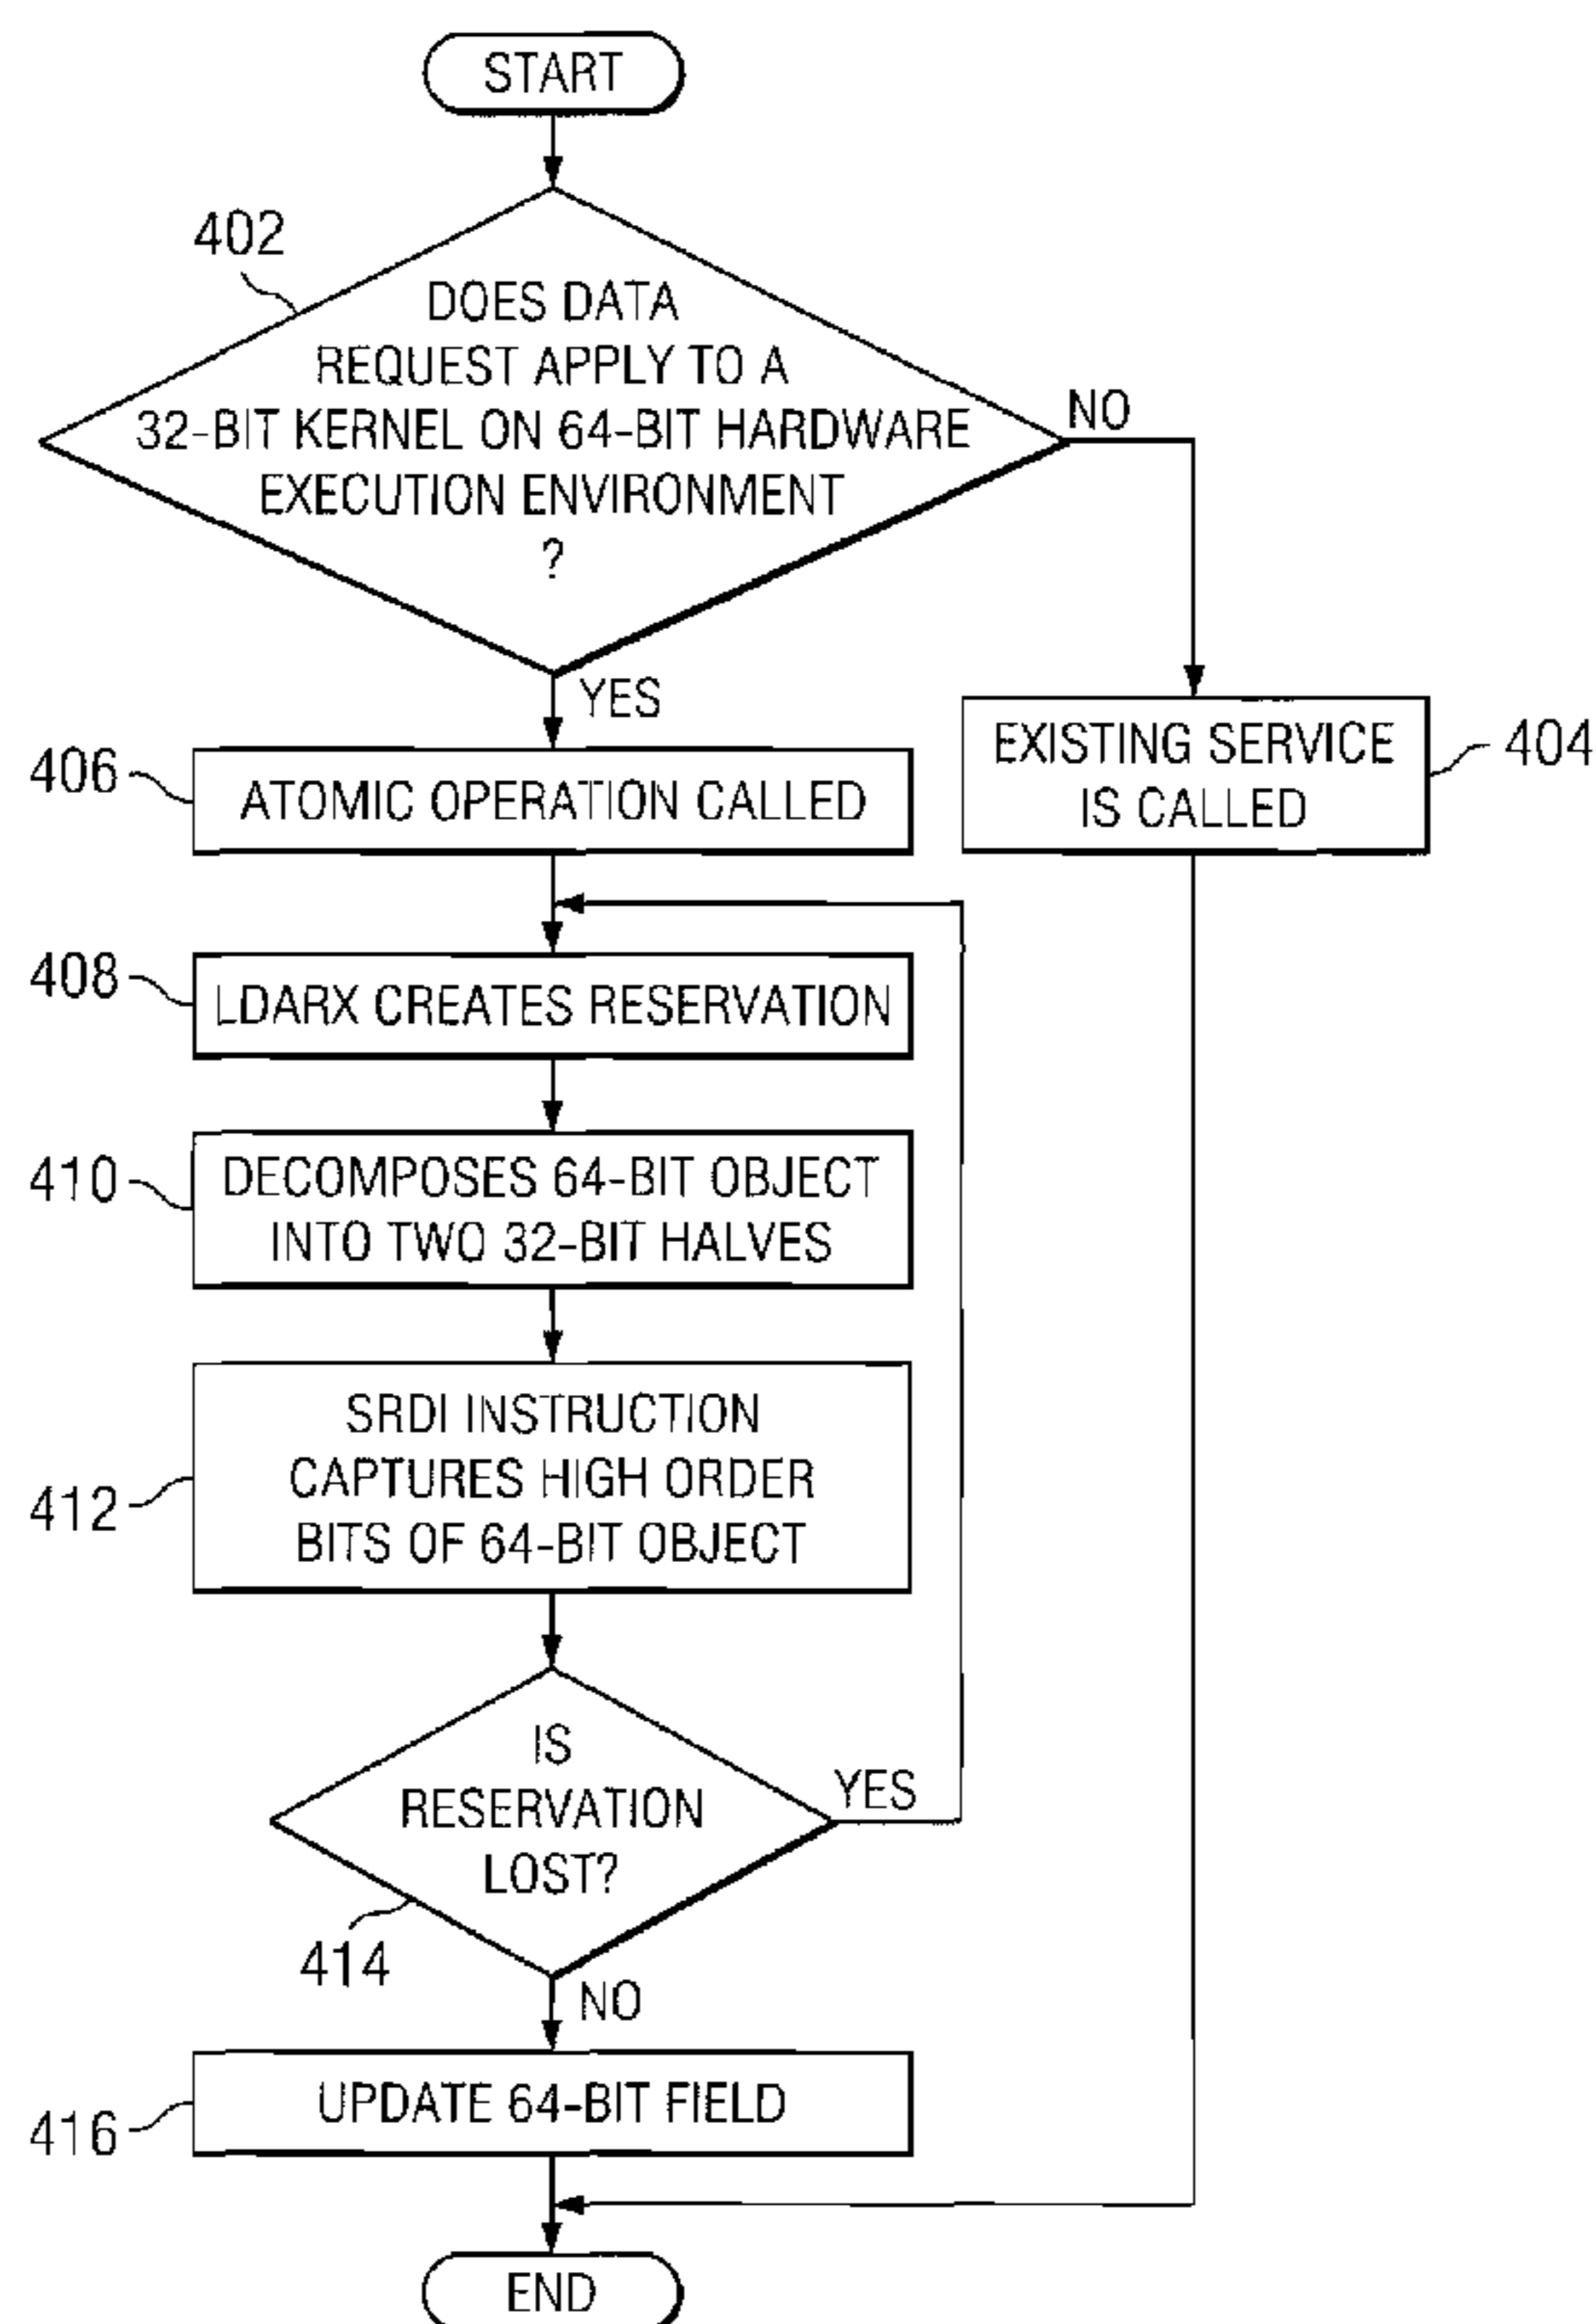 START
402
DOES DATA
REQUEST APPLY TO A
32-BIT KERNEL ON 64-BIT HARDWARE
EXECUTION ENVIRONMENT
?
NO
YES
406
ATOMIC OPERATION CALLED
EXISTING SERVICE
IS CALLED
404
408
LDARX CREATES RESERVATION
410
DECOMPOSES 64-BIT OBJECT
INTO TWO 32-BIT HALVES
412
SRDI INSTRUCTION
CAPTURES HIGH ORDER
BITS OF 64-BIT OBJECT
IS
RESERVATION
LOST?
YES
414
NO
416
UPDATE 64-BIT FIELD
END